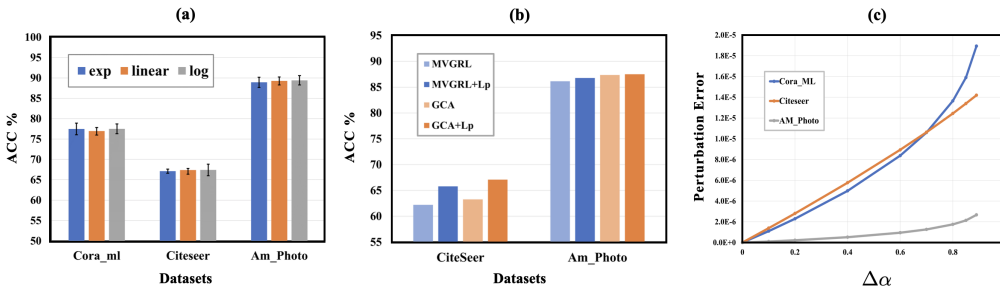 (a)
100
95
90
85
80
75
70
65
60
55
50
ACC %
exp linear log
Cora_ml Citeseer Am_Photo
Datasets
(b)
95
90
85
80
75
70
65
60
55
ACC %
MVGRL
MVGRL+Lp
GCA
GCA+Lp
CiteSeer Am_Photo
Datasets
(c)
2.0E-5
1.8E-5
1.6E-5
1.4E-5
1.2E-5
1.0E-5
8.0E-6
6.0E-6
4.0E-6
2.0E-6
0.0E+0
Perturbation Error
Cora_ML
Citeseer
AM_Photo
0 0.2 0.4 0.6 0.8
Δα